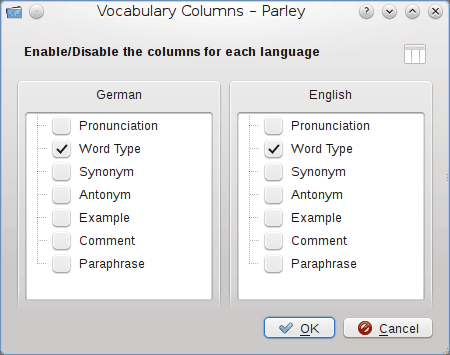 Vocabulary Columns – Parley
Enable/Disable the columns for each language
German
Pronunciation
Word Type
Synonym
Antonym
Example
Comment
Paraphrase
English
Pronunciation
Word Type
Synonym
Antonym
Example
Comment
Paraphrase
OK
Cancel